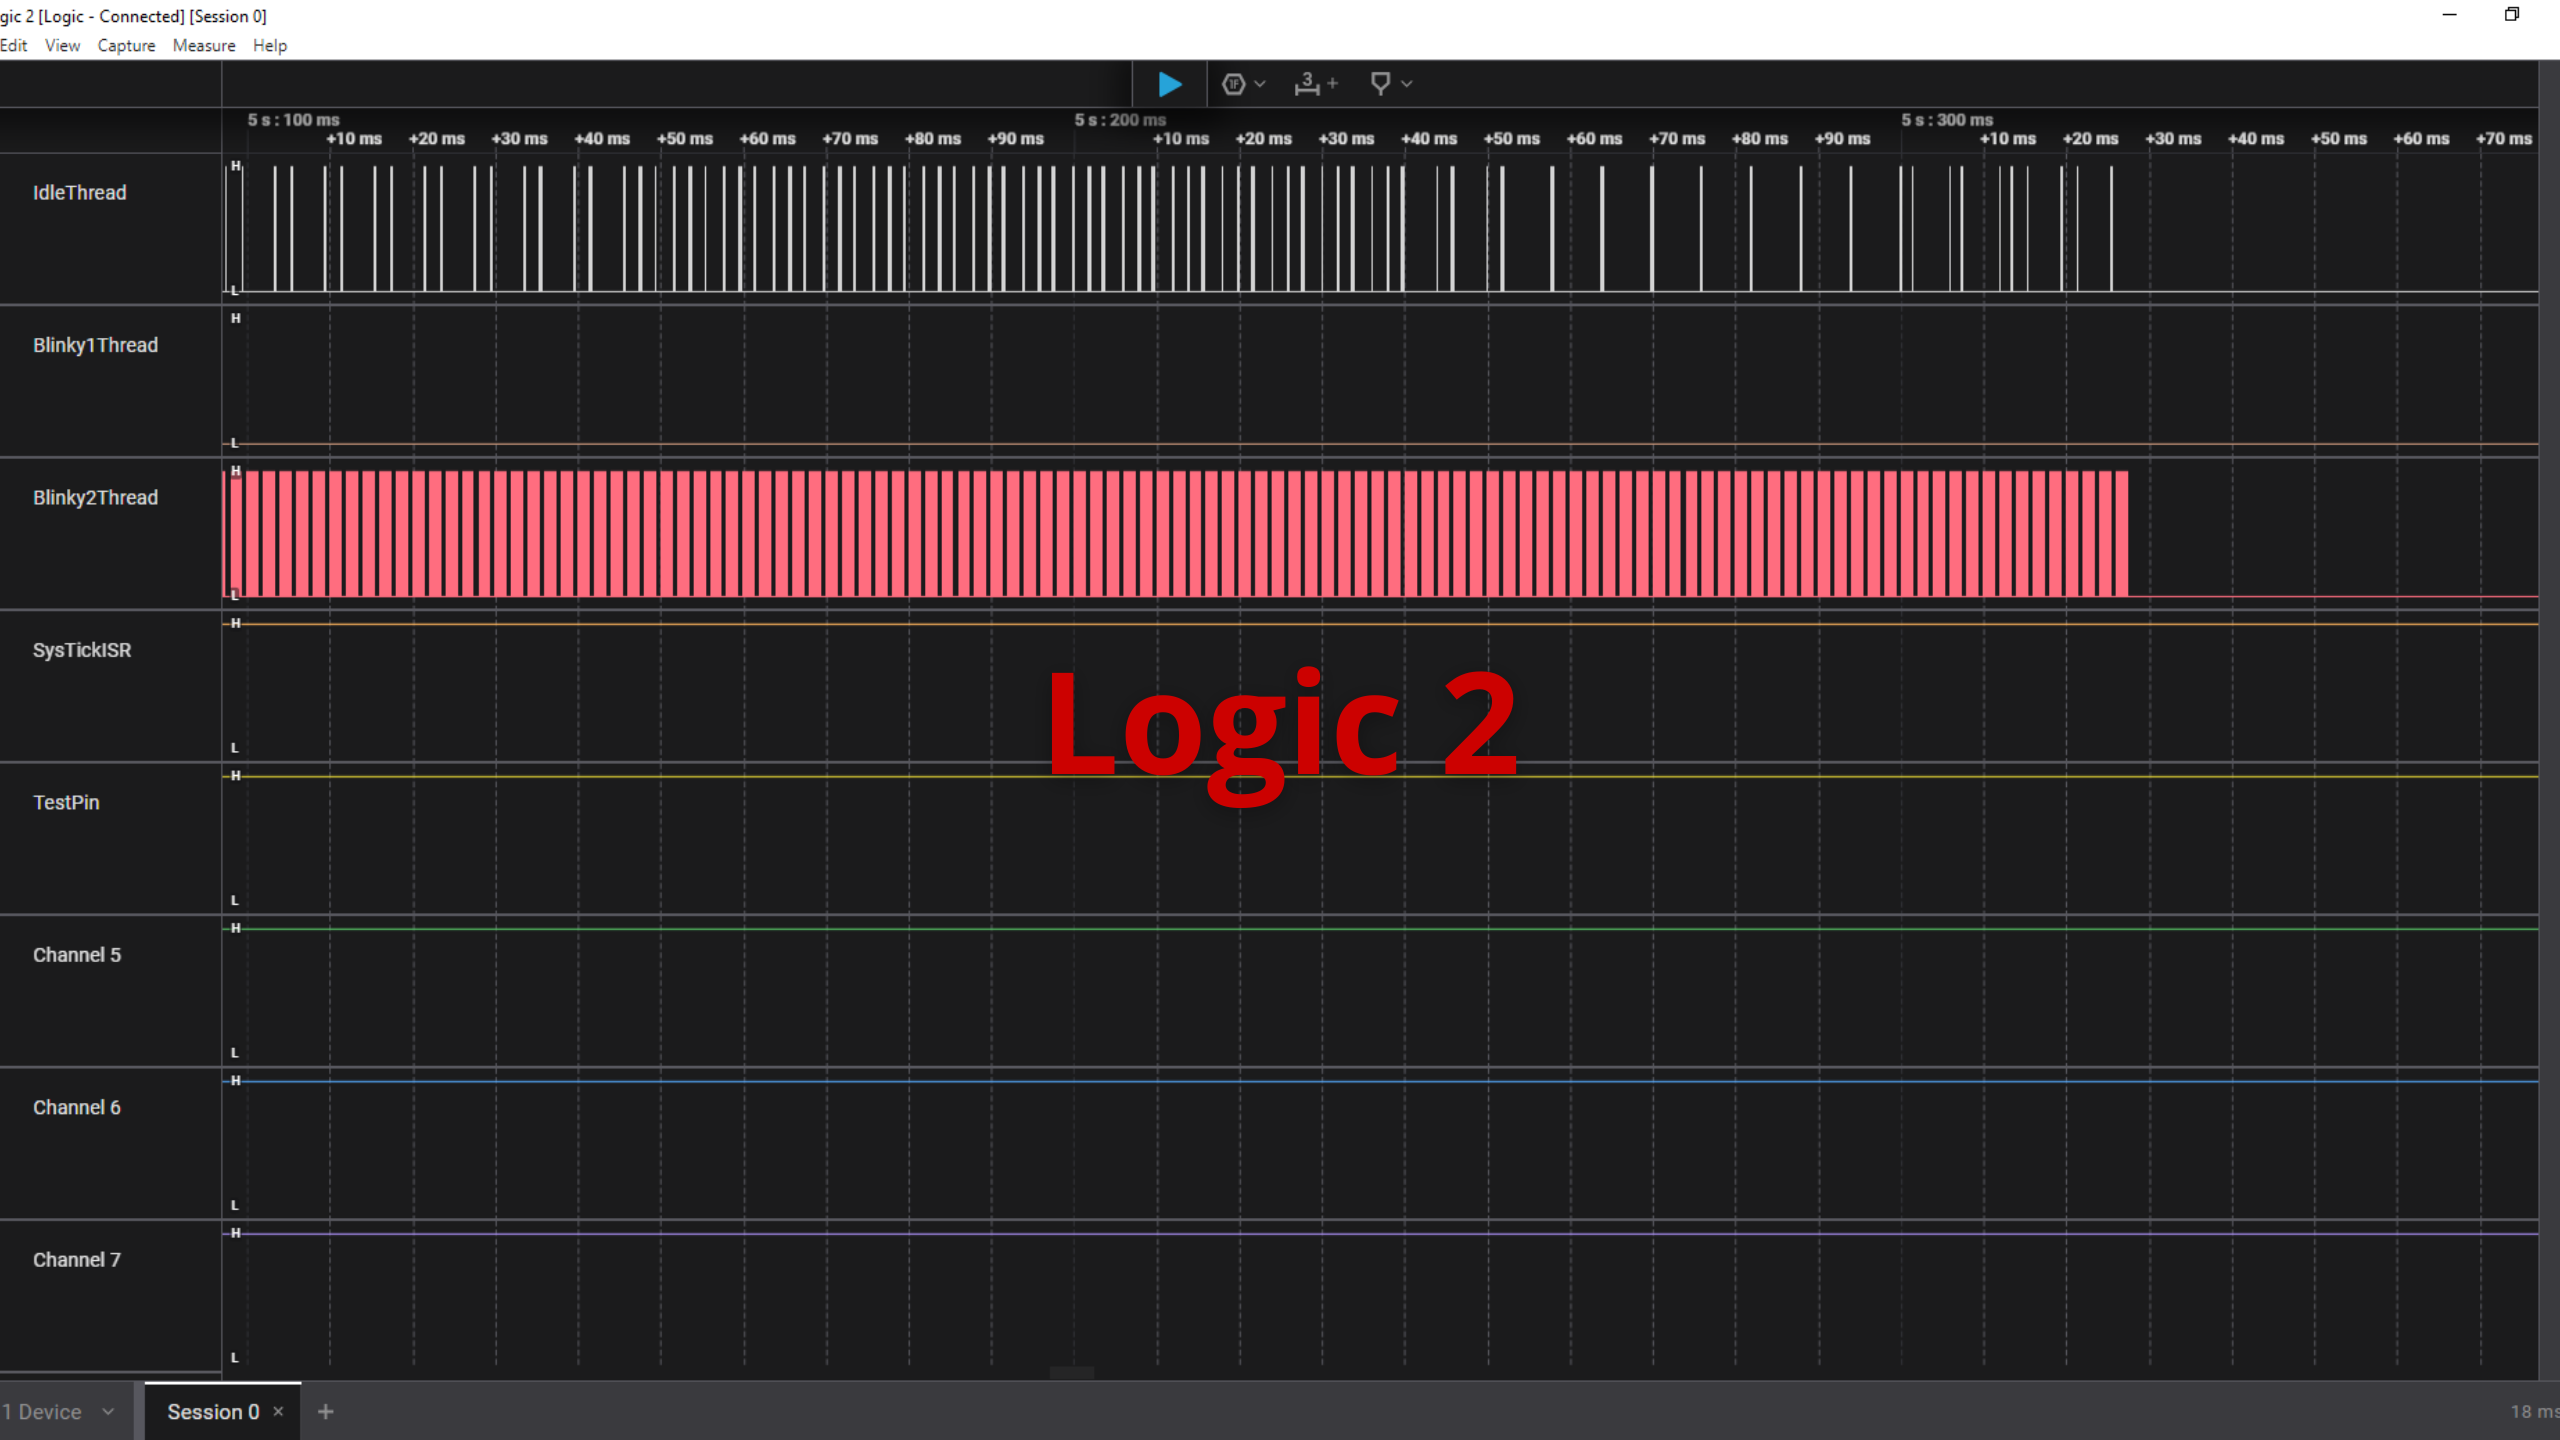 gic 2 [Logic - Connected] [Session 0]
Edit View Capture Measure Help
1F 3 +
5 s : 100 ms 5 s : 200 ms 5 s : 300 ms
+10 ms +20 ms +30 ms +40 ms +50 ms +60 ms +70 ms +80 ms +90 ms +10 ms +20 ms +30 ms +40 ms +50 ms +60 ms +70 ms +80 ms +90 ms +10 ms +20 ms +30 ms +40 ms +50 ms +60 ms +70 ms
H
IdleThread
L
H
Blinky1Thread
L
H
Blinky2Thread
L
H
SysTickISR
L
Logic 2
H
TestPin
L
H
Channel 5
L
H
Channel 6
L
H
Channel 7
L
1 Device Session 0 × + 18 ms